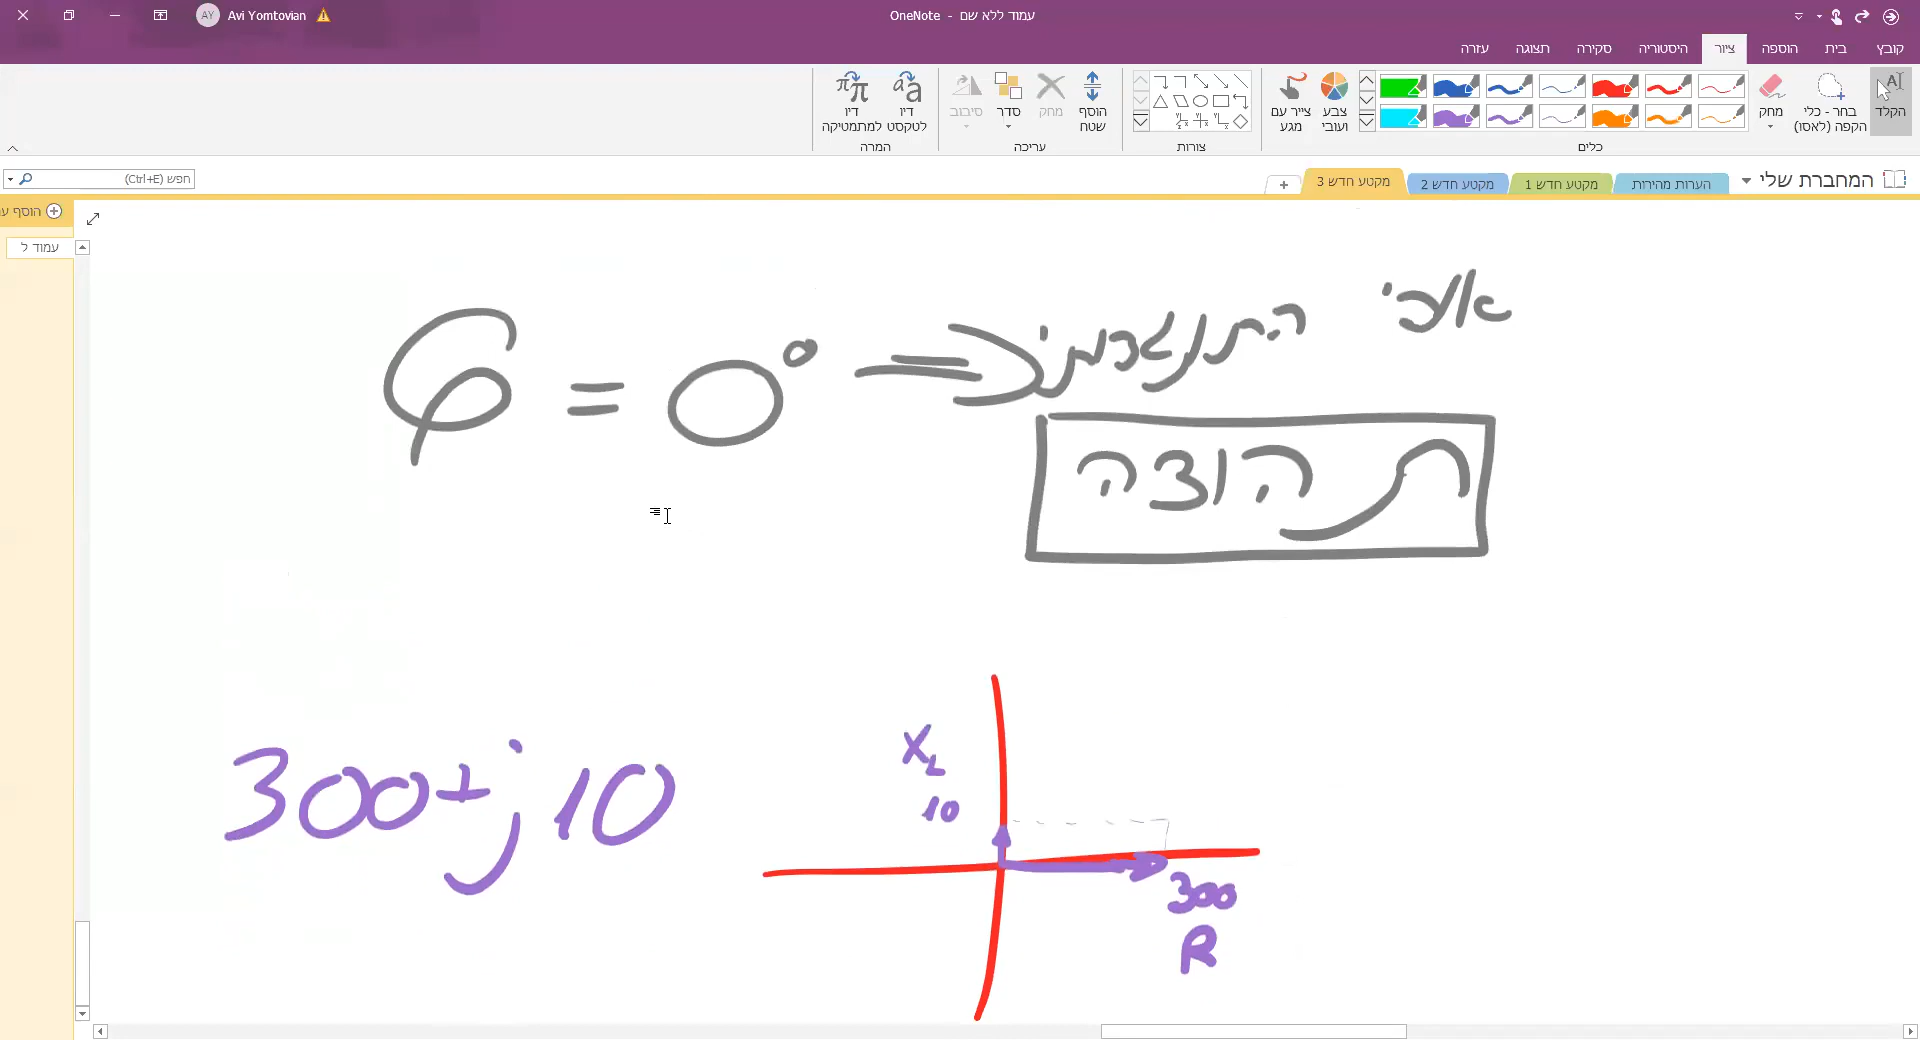 Avi Yomtovian
עמוד ללא שם - OneNote
קובץ בית הוספה ציור היסטוריה סקירה תצוגה עזרה
הקלד
בחר - כלי הקפה (לאסו)
מחק
כלים
צבע ועובי
צייר עם מגע
צורות
הוסף שטח
מחק
סדר
סיבוב
עריכה
דיו לטקסט
דיו למתמטיקה
המרה
המחברת שלי
הערות מהירות
מקטע חדש 1
מקטע חדש 2
מקטע חדש 3
חפש (Ctrl+E)
הוסף ע
עמוד ל
אופי התנגדותי
φ = 0° ⇒
ת הוצה
300+j10
XL
10
300
R